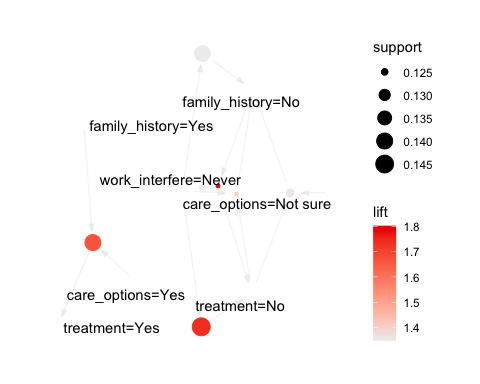 support
0.125
0.130
0.135
0.140
0.145
family_history=No
family_history=Yes
work_interfere=Never
care_options=Not sure
lift
1.8
1.7
1.6
1.5
1.4
care_options=Yes
treatment=No
treatment=Yes